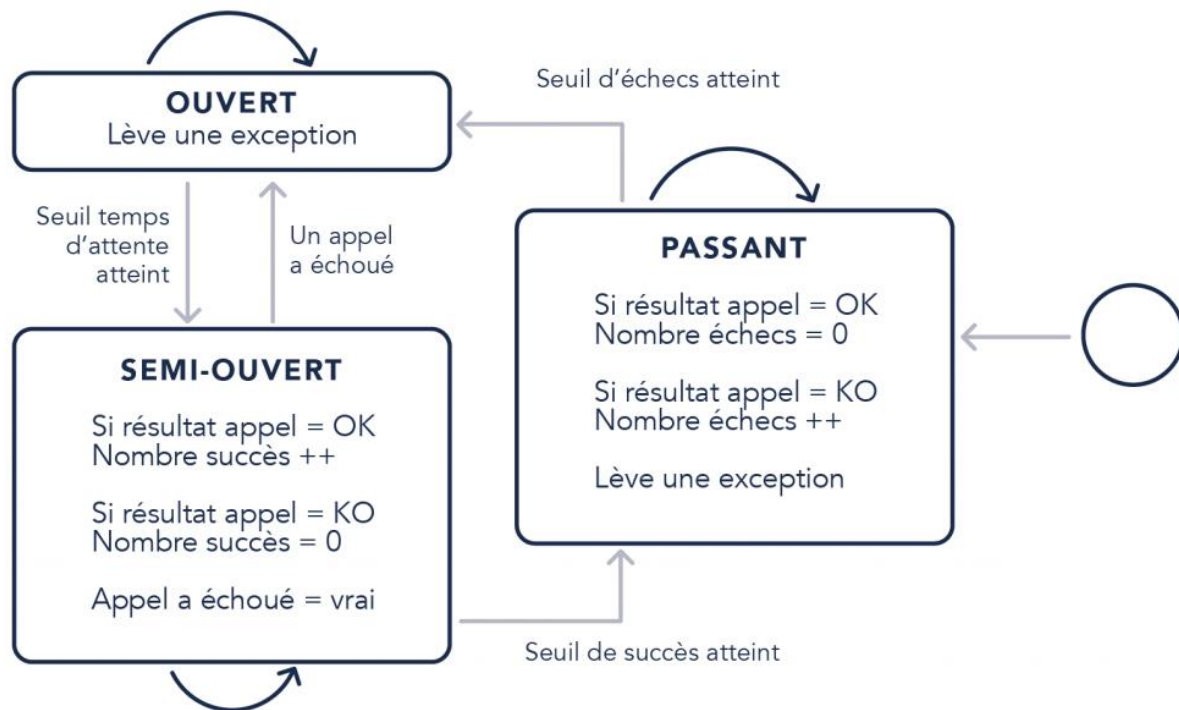 OUVERT
Lève une exception
Seuil d'échecs atteint
Seuil temps
d'attente
atteint
Un appel
a échoué
PASSANT
Si résultat appel = OK
Nombre échecs = 0
Si résultat appel = KO
Nombre échecs ++
Lève une exception
SEMI-OUVERT
Si résultat appel = OK
Nombre succès ++
Si résultat appel = KO
Nombre succès = 0
Appel a échoué = vrai
Seuil de succès atteint